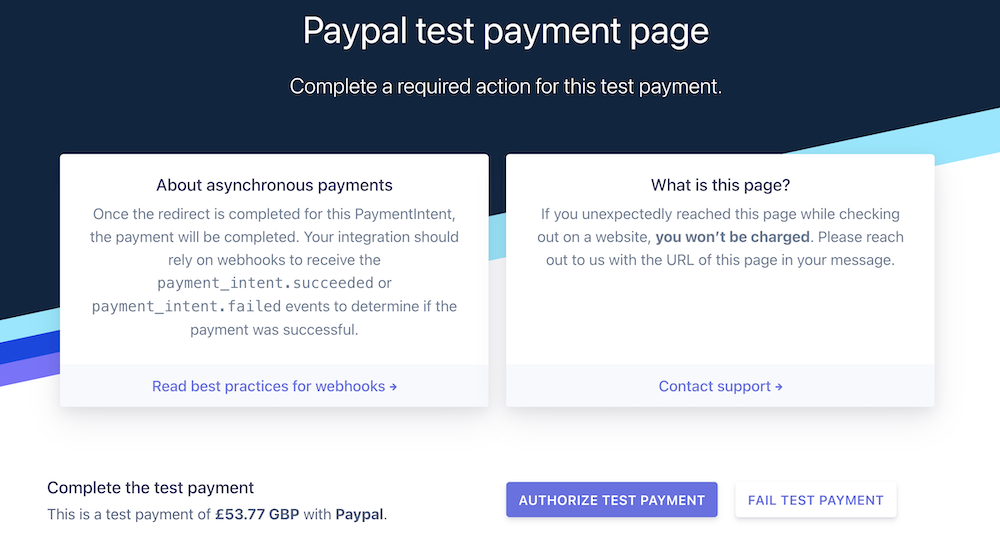 Paypal test payment page
Complete a required action for this test payment.
About asynchronous payments
Once the redirect is completed for this PaymentIntent,
the payment will be completed. Your integration should
rely on webhooks to receive the
payment_intent.succeeded or
payment_intent.failed events to determine if the
payment was successful.
Read best practices for webhooks →
What is this page?
If you unexpectedly reached this page while checking
out on a website, you won’t be charged. Please reach
out to us with the URL of this page in your message.
Contact support →
Complete the test payment
This is a test payment of £53.77 GBP with Paypal.
AUTHORIZE TEST PAYMENT
FAIL TEST PAYMENT